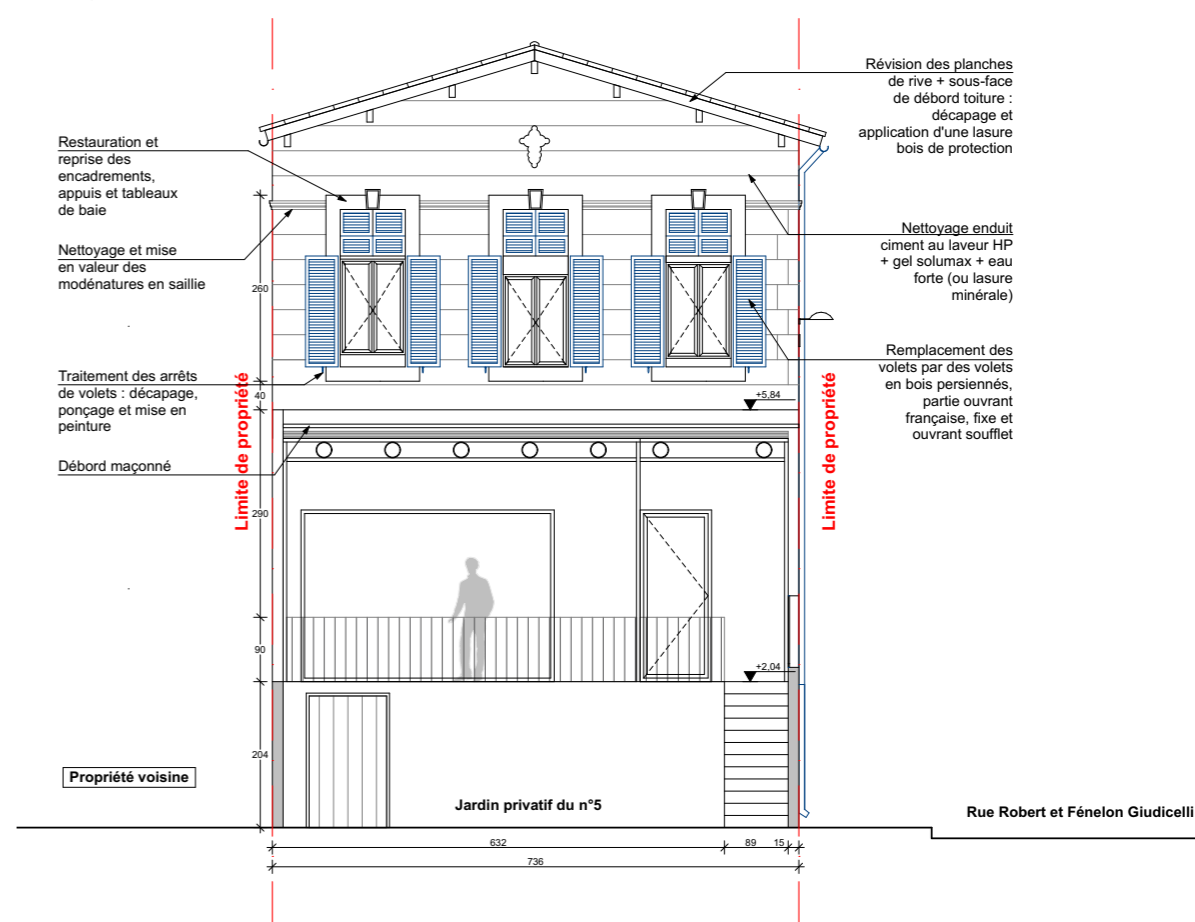 Révision des planches
de rive + sous-face
de débord toiture :
décapage et
application d'une lasure
bois de protection
Restauration et
reprise des
encadrements,
appuis et tableaux
de baie
Nettoyage et mise
en valeur des
modénatures en saillie
Nettoyage enduit
ciment au laveur HP
+ gel solumax + eau
forte (ou lasure
minérale)
260
Remplacement des
volets par des volets
en bois persiennés,
partie ouvrant
française, fixe et
ouvrant soufflet
Traitement des arrêts
de volets : décapage,
ponçage et mise en
peinture
40
+5,84
Limite de propriété
Limite de propriété
Débord maçonné
290
90
+2,04
204
Propriété voisine
Jardin privatif du n°5
Rue Robert et Fénelon Giudicelli
632
89
15
736